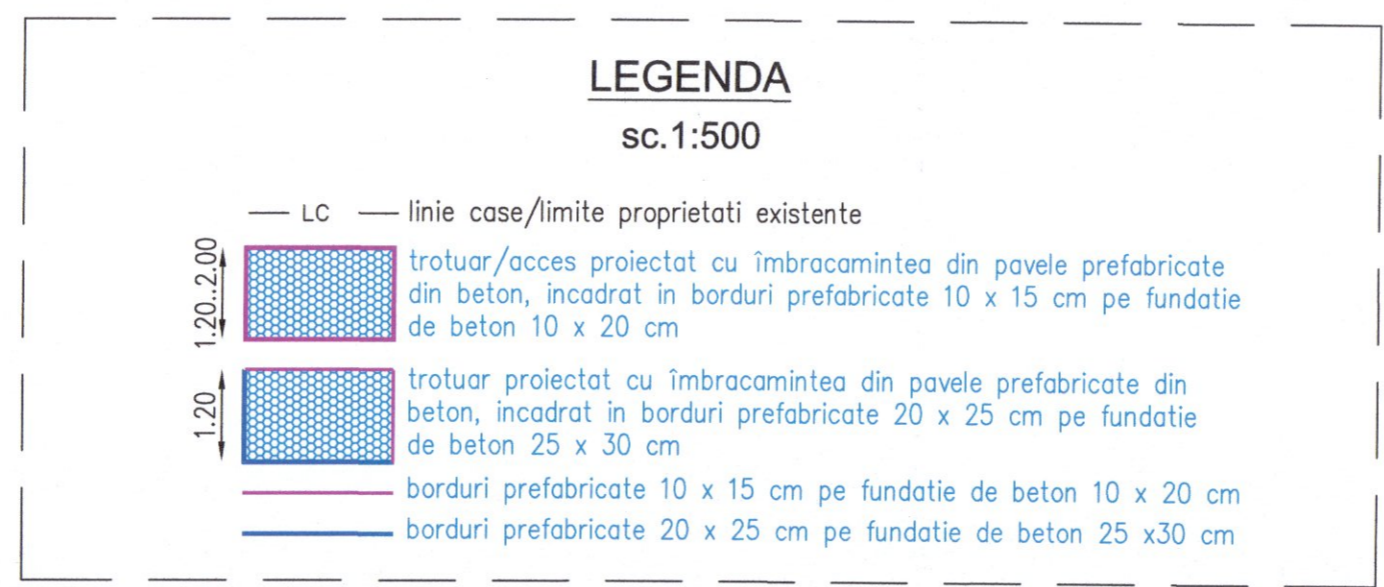 LEGENDA
sc.1:500
LC linie case/limite proprietati existente
1.20..2.00
trotuar/acces proiectat cu îmbracamintea din pavele prefabricate
din beton, incadrat in borduri prefabricate 10 x 15 cm pe fundatie
de beton 10 x 20 cm
1.20
trotuar proiectat cu îmbracamintea din pavele prefabricate din
beton, incadrat in borduri prefabricate 20 x 25 cm pe fundatie
de beton 25 x 30 cm
borduri prefabricate 10 x 15 cm pe fundatie de beton 10 x 20 cm
borduri prefabricate 20 x 25 cm pe fundatie de beton 25 x30 cm